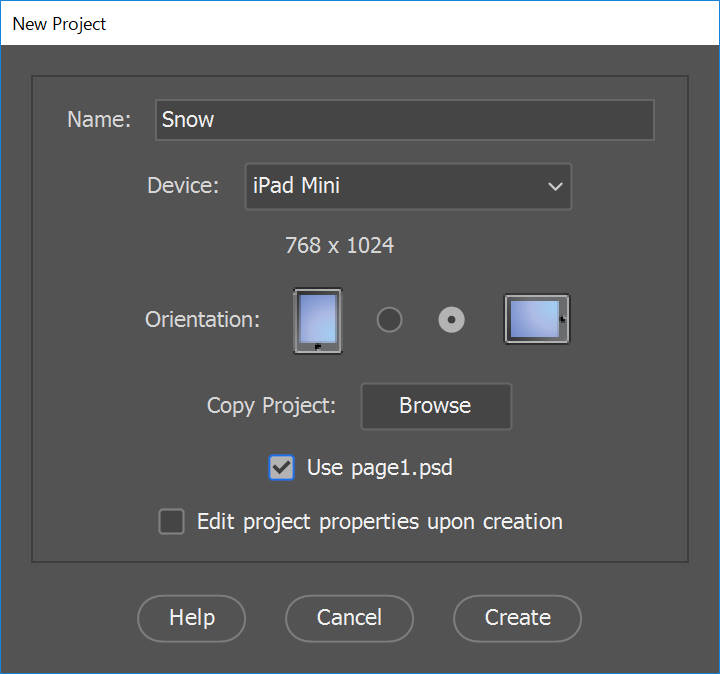 New Project
Name: Snow
Device: iPad Mini
768 x 1024
Orientation:
Copy Project: Browse
Use page1.psd
Edit project properties upon creation
Help Cancel Create